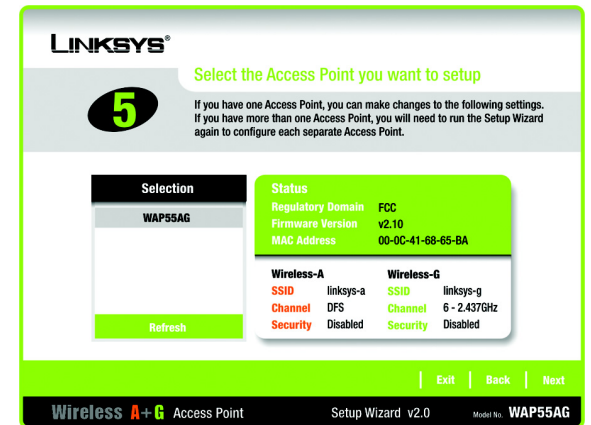 LINKSYS®
Select the Access Point you want to setup
5
If you have one Access Point, you can make changes to the following settings.
If you have more than one Access Point, you will need to run the Setup Wizard
again to configure each separate Access Point.
Selection
WAP55AG
Refresh
Status
Regulatory Domain FCC
Firmware Version v2.10
MAC Address 00-0C-41-68-65-BA
Wireless-A Wireless-G
SSID linksys-a SSID linksys-g
Channel DFS Channel 6 - 2.437GHz
Security Disabled Security Disabled
Exit Back Next
Wireless A+G Access Point Setup Wizard v2.0 Model No. WAP55AG